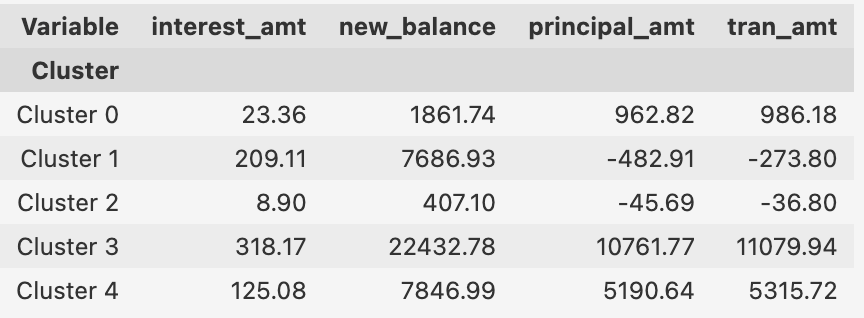 Variable interest_amt new_balance principal_amt tran_amt
Cluster
Cluster 0 23.36 1861.74 962.82 986.18
Cluster 1 209.11 7686.93 -482.91 -273.80
Cluster 2 8.90 407.10 -45.69 -36.80
Cluster 3 318.17 22432.78 10761.77 11079.94
Cluster 4 125.08 7846.99 5190.64 5315.72